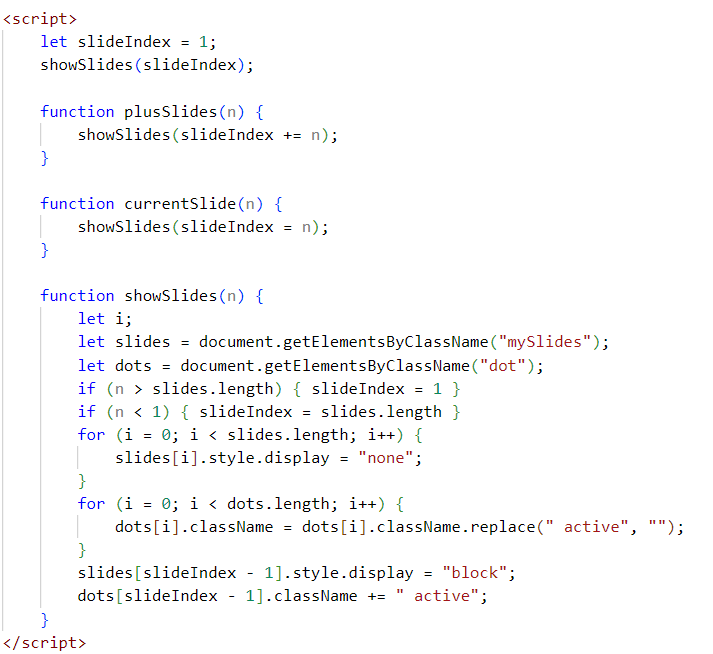 <script>
    let slideIndex = 1;
    showSlides(slideIndex);

    function plusSlides(n) {
        showSlides(slideIndex += n);
    }

    function currentSlide(n) {
        showSlides(slideIndex = n);
    }

    function showSlides(n) {
        let i;
        let slides = document.getElementsByClassName("mySlides");
        let dots = document.getElementsByClassName("dot");
        if (n > slides.length) { slideIndex = 1 }
        if (n < 1) { slideIndex = slides.length }
        for (i = 0; i < slides.length; i++) {
            slides[i].style.display = "none";
        }
        for (i = 0; i < dots.length; i++) {
            dots[i].className = dots[i].className.replace(" active", "");
        }
        slides[slideIndex - 1].style.display = "block";
        dots[slideIndex - 1].className += " active";
    }
</script>